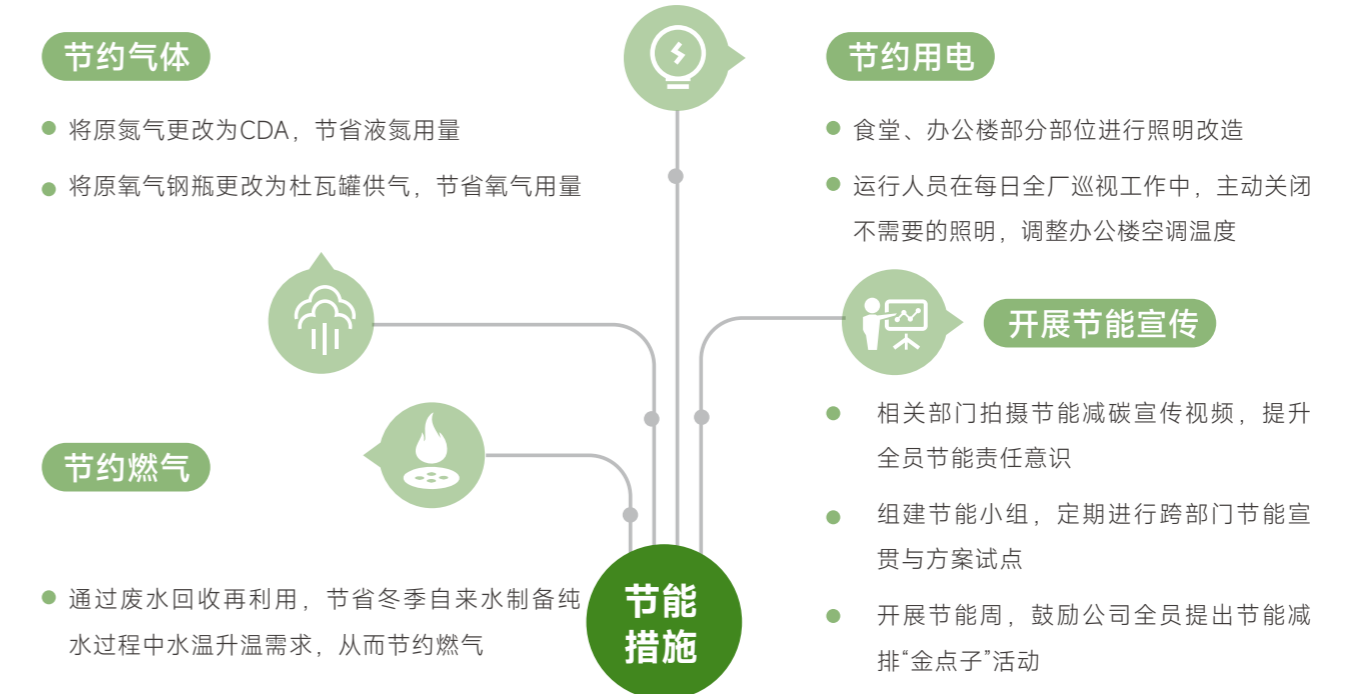 节约气体
将原氮气更改为CDA，节省液氮用量
将原氧气钢瓶更改为杜瓦罐供气，节省氧气用量
节约用电
食堂、办公楼部分部位进行照明改造
运行人员在每日全厂巡视工作中，主动关闭
不需要的照明，调整办公楼空调温度
开展节能宣传
相关部门拍摄节能减碳宣传视频，提升
全员节能责任意识
组建节能小组，定期进行跨部门节能宣
贯与方案试点
开展节能周，鼓励公司全员提出节能减
排“金点子”活动
节约燃气
通过废水回收再利用，节省冬季自来水制备纯
水过程中水温升温需求，从而节约燃气
节能
措施